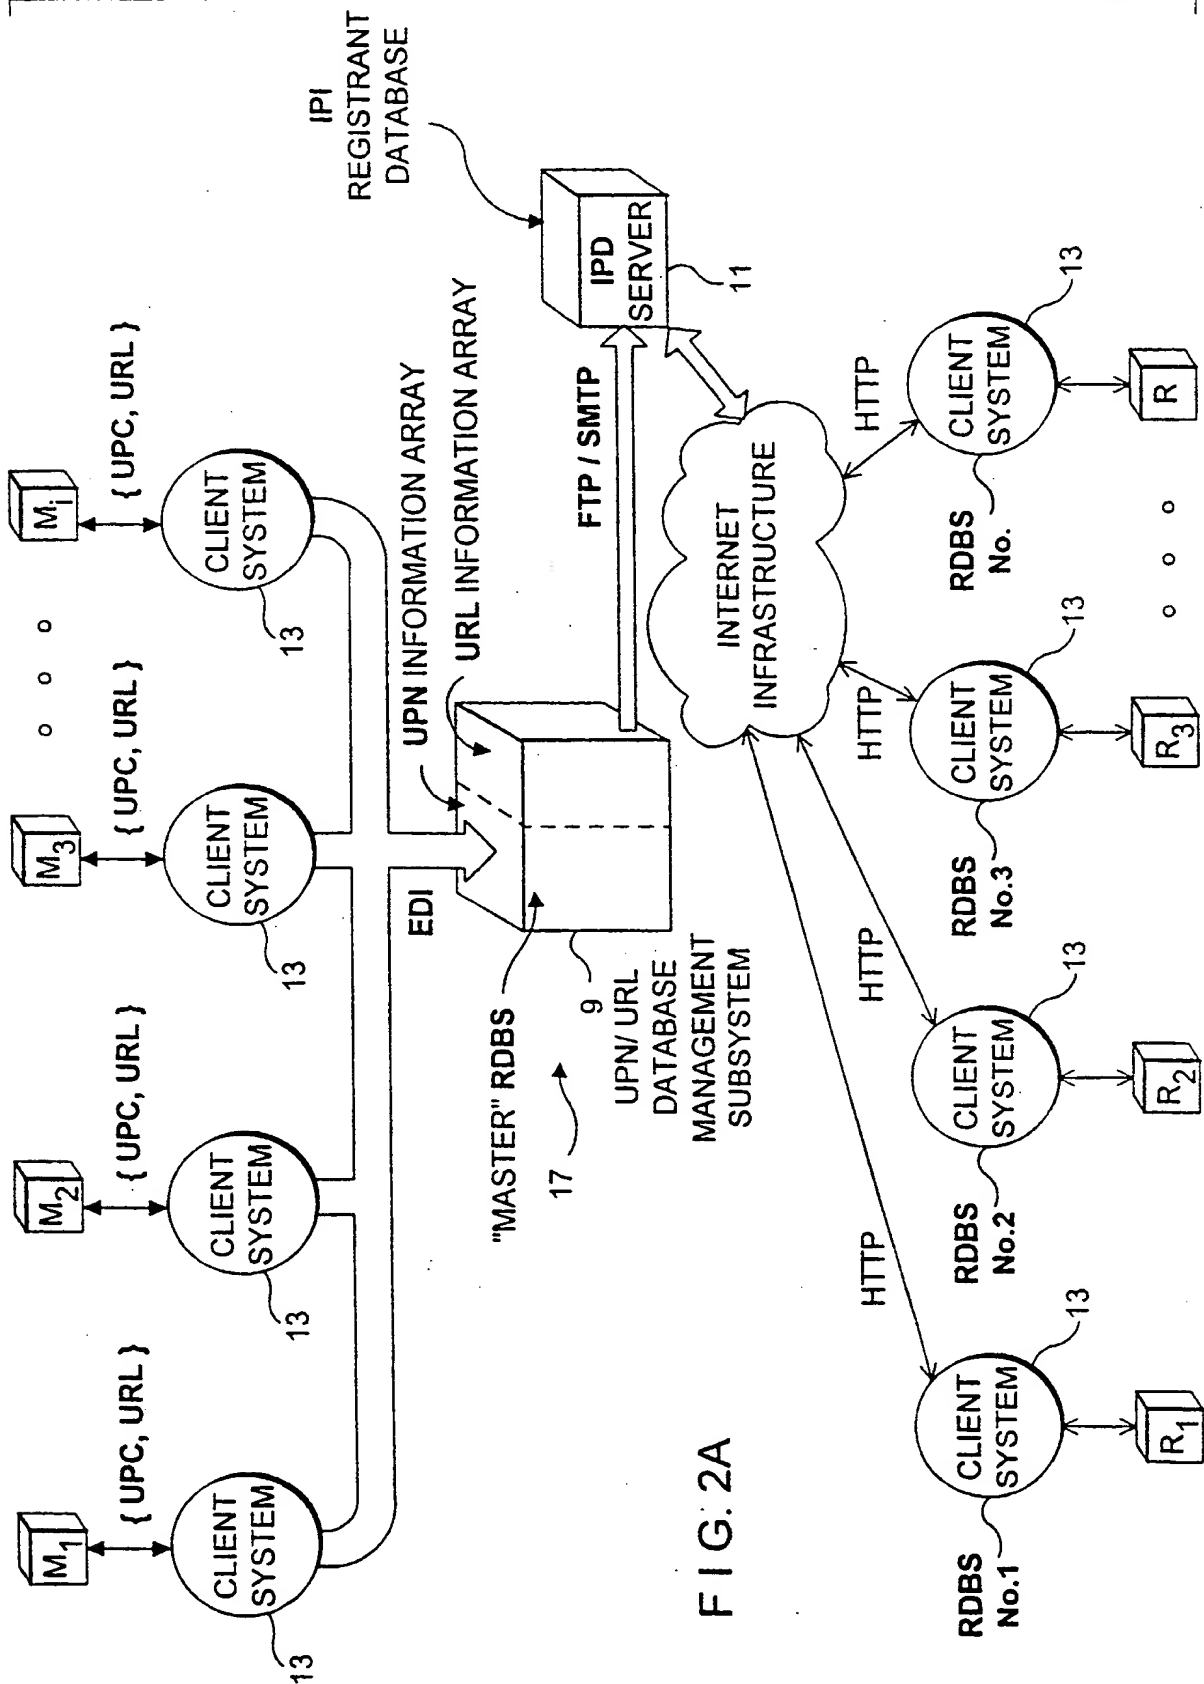 M1
M2
M3
Mi
{ UPC, URL }
{ UPC, URL }
{ UPC, URL }
{ UPC, URL }
CLIENT
SYSTEM
13
CLIENT
SYSTEM
13
CLIENT
SYSTEM
13
CLIENT
SYSTEM
13
IPI
REGISTRANT
DATABASE
EDI
UPN INFORMATION ARRAY
URL INFORMATION ARRAY
"MASTER" RDBS
17
9
UPN/ URL
DATABASE
MANAGEMENT
SUBSYSTEM
FTP / SMTP
IPD
SERVER
11
INTERNET
INFRASTRUCTURE
HTTP
HTTP
HTTP
HTTP
FIG. 2A
CLIENT
SYSTEM
13
RDBS
No.1
CLIENT
SYSTEM
13
RDBS
No.2
CLIENT
SYSTEM
13
RDBS
No.3
CLIENT
SYSTEM
13
RDBS
No.
R1
R2
R3
R